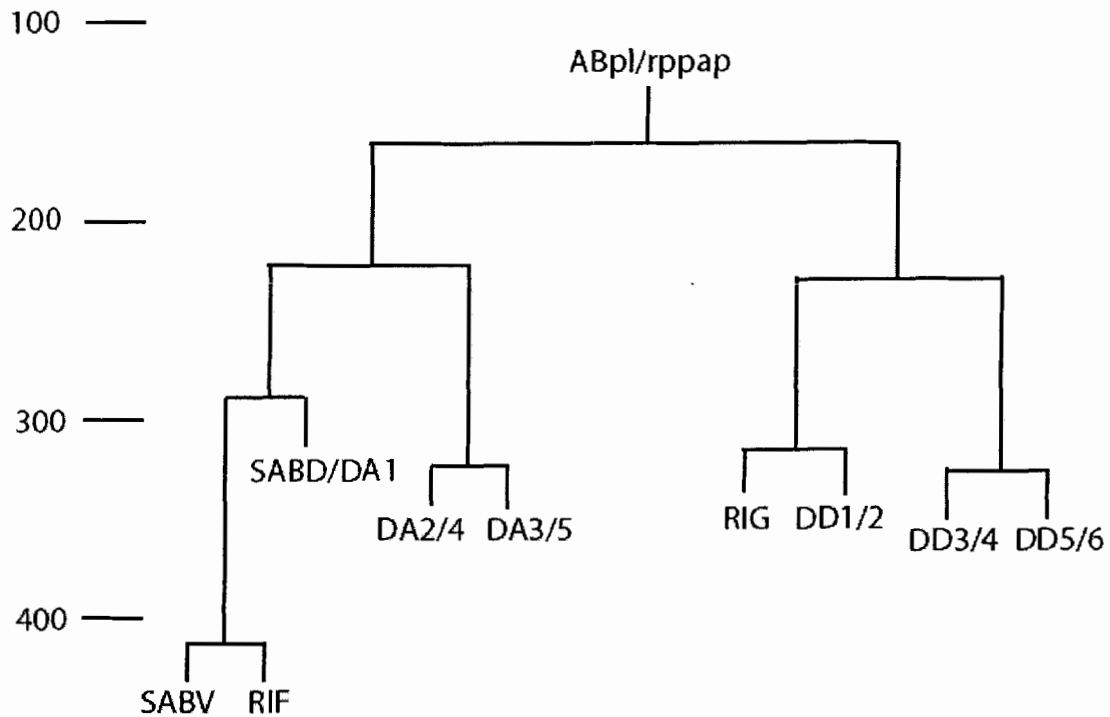 100
ABpl/rppap
200
300
SABD/DA1
DA2/4 DA3/5
RIG DD1/2
DD3/4 DD5/6
400
SABV RIF